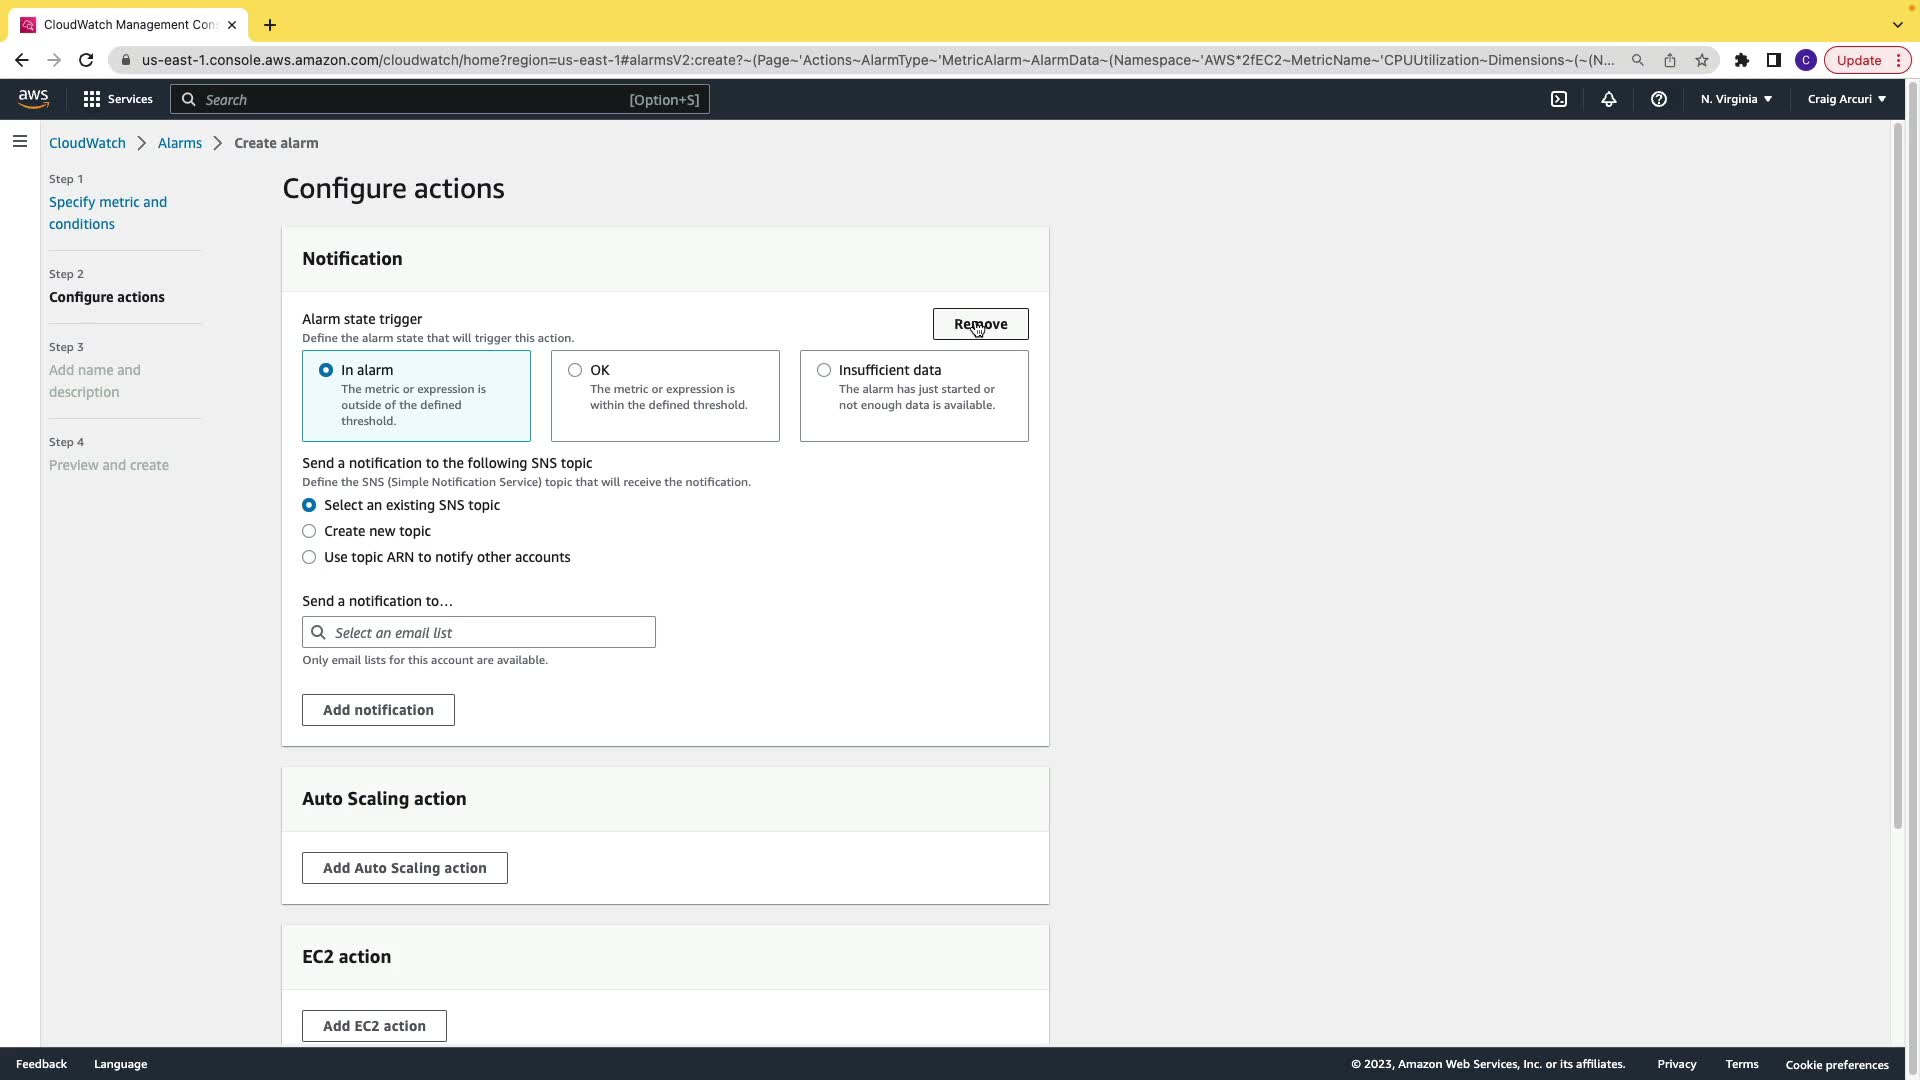 CloudWatch Management Con
us-east-1.console.aws.amazon.com/cloudwatch/home?region=us-east-1#alarmsV2:create?~(Page~'Actions~AlarmType~'MetricAlarm~AlarmData~(Namespace~'AWS*2fEC2~MetricName~'CPUUtilization~Dimensions~(~(N...
C
Update
aws
Services
Search
[Option+S]
N. Virginia
Craig Arcuri
CloudWatch
Alarms
Create alarm
Step 1
Specify metric and
conditions
Step 2
Configure actions
Step 3
Add name and
description
Step 4
Preview and create
Configure actions
Notification
Alarm state trigger
Define the alarm state that will trigger this action.
Remove
In alarm
The metric or expression is
outside of the defined
threshold.
OK
The metric or expression is
within the defined threshold.
Insufficient data
The alarm has just started or
not enough data is available.
Send a notification to the following SNS topic
Define the SNS (Simple Notification Service) topic that will receive the notification.
Select an existing SNS topic
Create new topic
Use topic ARN to notify other accounts
Send a notification to…
Select an email list
Only email lists for this account are available.
Add notification
Auto Scaling action
Add Auto Scaling action
EC2 action
Add EC2 action
Feedback
Language
© 2023, Amazon Web Services, Inc. or its affiliates.
Privacy
Terms
Cookie preferences